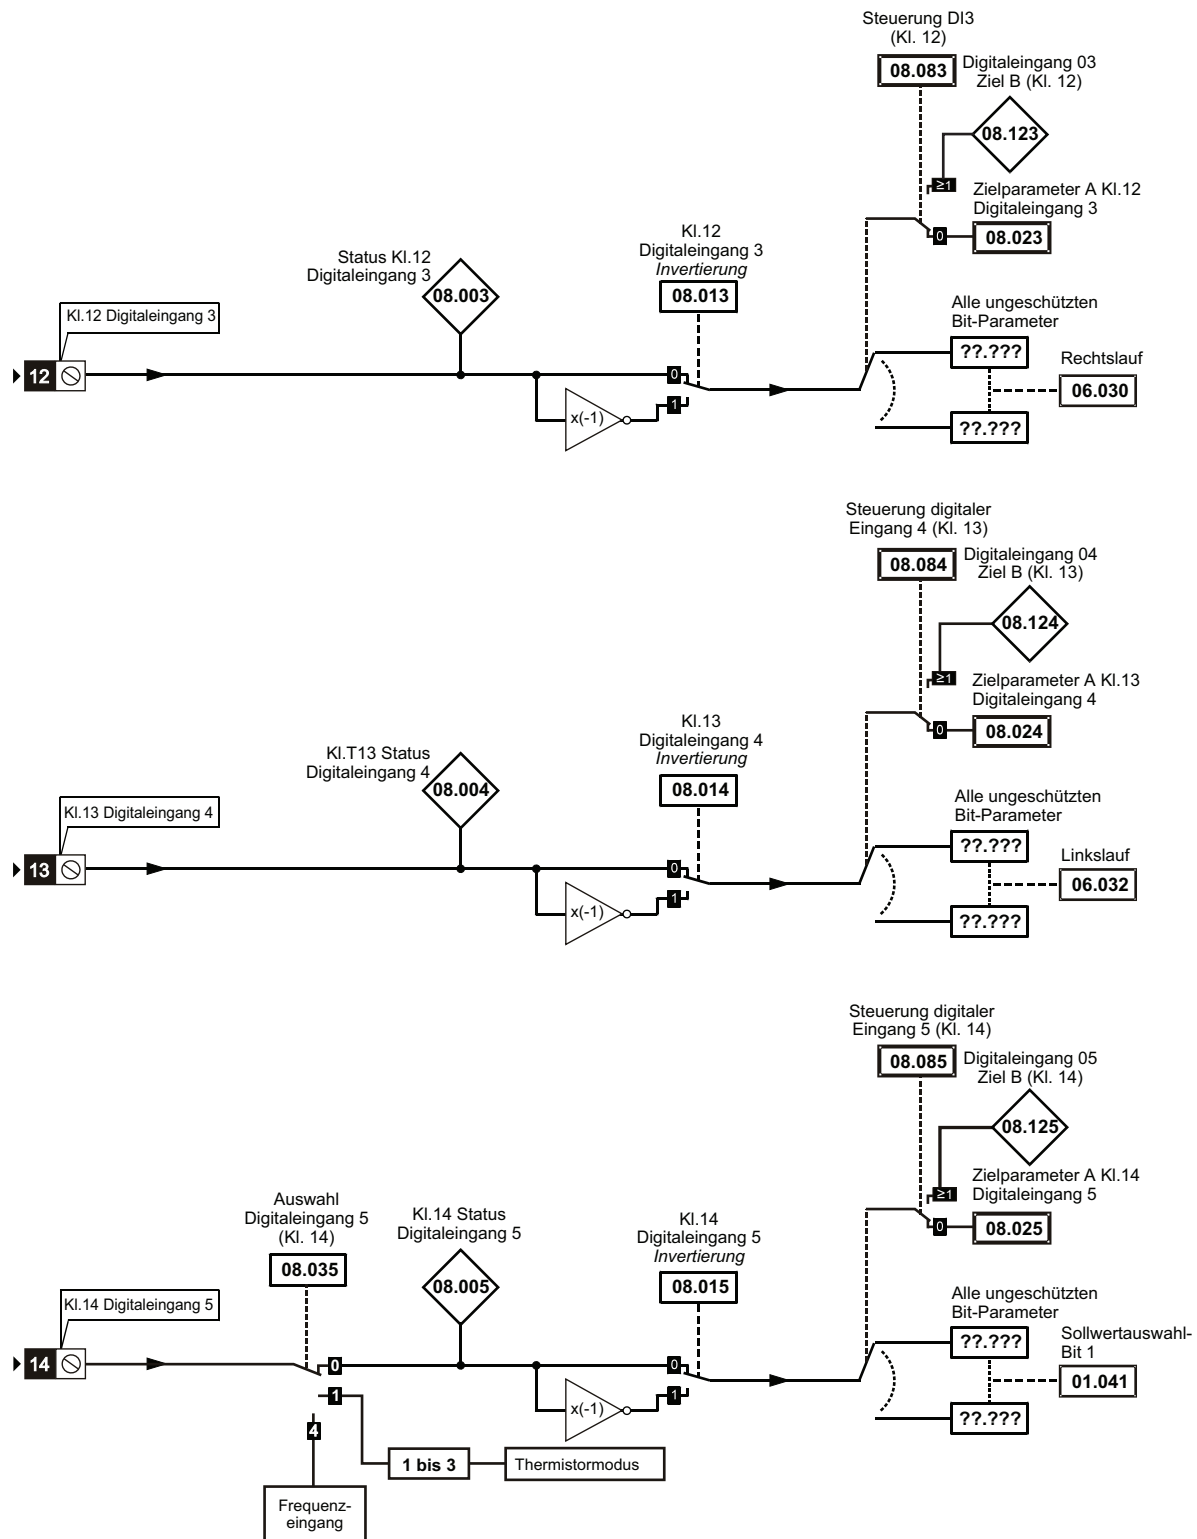 Steuerung DI3
(Kl. 12)
08.083
Digitaleingang 03
Ziel B (Kl. 12)
08.123
≥1
Zielparameter A Kl.12
Digitaleingang 3
0
08.023
Status Kl.12
Digitaleingang 3
08.003
Kl.12
Digitaleingang 3
Invertierung
08.013
Alle ungeschützten
Bit-Parameter
??.???
Rechtslauf
06.030
??.???
Kl.12 Digitaleingang 3
12
0
1
x(-1)
Steuerung digitaler
Eingang 4 (Kl. 13)
08.084
Digitaleingang 04
Ziel B (Kl. 13)
08.124
≥1
Zielparameter A Kl.13
Digitaleingang 4
0
08.024
Kl.T13 Status
Digitaleingang 4
08.004
Kl.13
Digitaleingang 4
Invertierung
08.014
Alle ungeschützten
Bit-Parameter
??.???
Linkslauf
06.032
??.???
Kl.13 Digitaleingang 4
13
0
1
x(-1)
Steuerung digitaler
Eingang 5 (Kl. 14)
08.085
Digitaleingang 05
Ziel B (Kl. 14)
08.125
≥1
Zielparameter A Kl.14
Digitaleingang 5
0
08.025
Auswahl
Digitaleingang 5
(Kl. 14)
08.035
Kl.14 Status
Digitaleingang 5
08.005
Kl.14
Digitaleingang 5
Invertierung
08.015
Alle ungeschützten
Bit-Parameter
??.???
Sollwertauswahl-
Bit 1
01.041
??.???
Kl.14 Digitaleingang 5
14
0
1
4
0
1
x(-1)
1 bis 3
Thermistormodus
Frequenz-
eingang